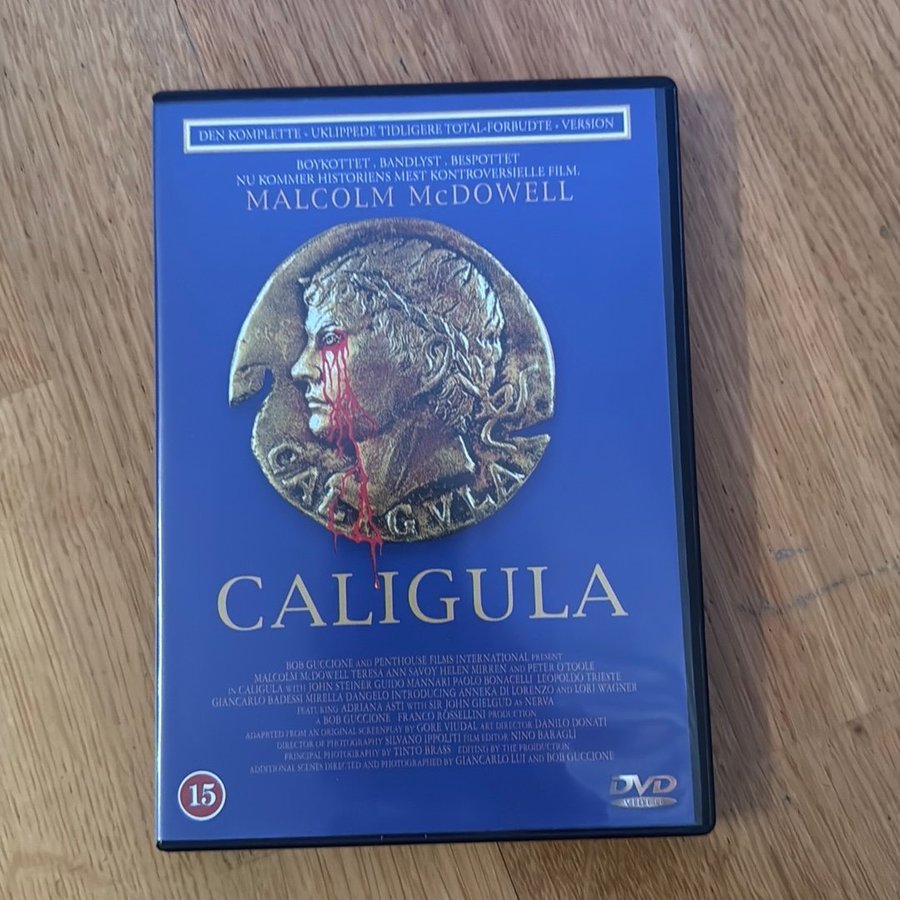 DEN KOMPLETTE - UKLIPPEDE TIDLIGERE TOTAL-FORBUDTE - VERSION
BOYKOTTET . BANDLYST . BESPOTTET
NU KOMMER HISTORIENS MEST KONTROVERSIELLE FILM.
MALCOLM McDOWELL
CALIGVLA
CALIGULA
BOB GUCCIONE AND PENTHOUSE FILMS INTERNATIONAL PRESENT
MALCOLM McDOWELL TERESA ANN SAVOY HELEN MIRREN AND PETER O'TOOLE
IN CALIGULA WITH JOHN STEINER GUIDO MANNARI PAOLO BONACELLI LEOPOLDO TRIESTE
GIANCARLO BADESSI MIRELLA DANGELO INTRODUCING ANNEKA DI LORENZO AND LORI WAGNER
FEATURING ADRIANA ASTI WITH SIR JOHN GIELGUD AS NERVA
A BOB GUCCIONE FRANCO ROSSELLINI PRODUCTION
ADAPTED FROM AN ORIGINAL SCREENPLAY BY GORE VIUDAL ART DIRECTOR DANILO DONATI
DIRECTOR OF PHOTOGRAPHY SILVANO IPPOLITI FILM EDITOR NINO BARAGLI
PRINCIPAL PHOTOGRAPHY BY TINTO BRASS EDITING BY THE PRODUCTION
ADDITIONAL SCENES DIRECTED AND PHOTOGRAPHED BY GIANCARLO LUI AND BOB GUCCIONE
15
DVD
VIDEO